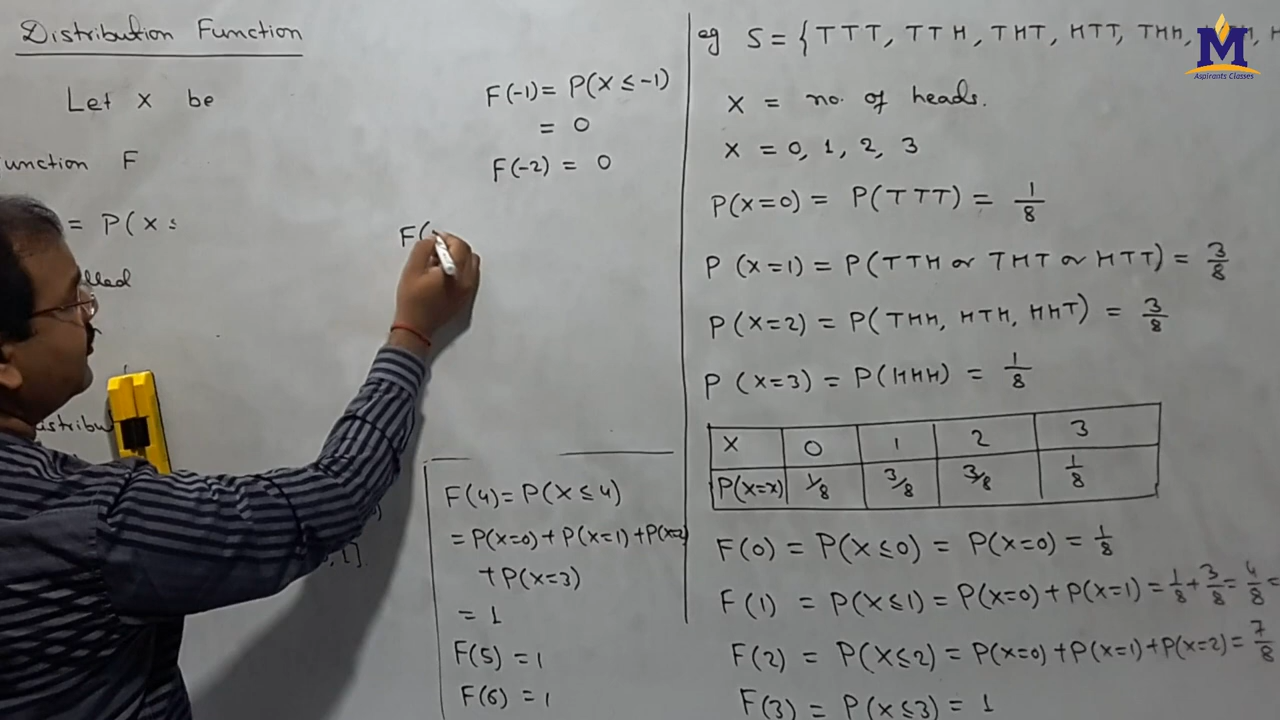 Distribution Function
Let X be
unction F
= P(X ≤
lled
istribu
F(-1) = P(X ≤ -1)
= 0
F(-2) = 0
F(
F(4) = P(X ≤ 4)
= P(X=0) + P(X=1) + P(X=2)
+ P(X=3)
= 1
F(5) = 1
F(6) = 1
eg S = {TTT, TTH, THT, HTT, THH,
X = no. of heads.
X = 0, 1, 2, 3
P(X=0) = P(TTT) = 1/8
P(X=1) = P(TTH or THT or HTT) = 3/8
P(X=2) = P(THH, HTH, HHT) = 3/8
P(X=3) = P(HHH) = 1/8
X 0 1 2 3
P(X=x) 1/8 3/8 3/8 1/8
F(0) = P(X ≤ 0) = P(X=0) = 1/8
F(1) = P(X ≤ 1) = P(X=0) + P(X=1) = 1/8 + 3/8 = 4/8 =
F(2) = P(X ≤ 2) = P(X=0) + P(X=1) + P(X=2) = 7/8
F(3) = P(X ≤ 3) = 1
M
Aspirants Classes